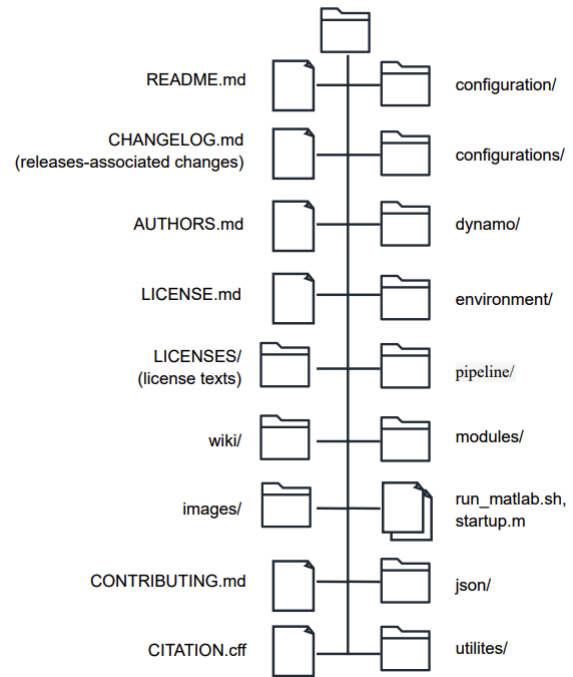 README.md
configuration/
CHANGELOG.md
(releases-associated changes)
configurations/
AUTHORS.md
dynamo/
LICENSE.md
environment/
LICENSES/
(license texts)
pipeline/
wiki/
modules/
images/
run_matlab.sh,
startup.m
CONTRIBUTING.md
json/
CITATION.cff
utilites/